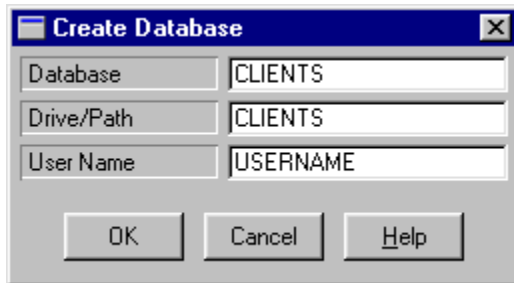 Create Database
Database CLIENTS
Drive/Path CLIENTS
User Name USERNAME
OK Cancel Help